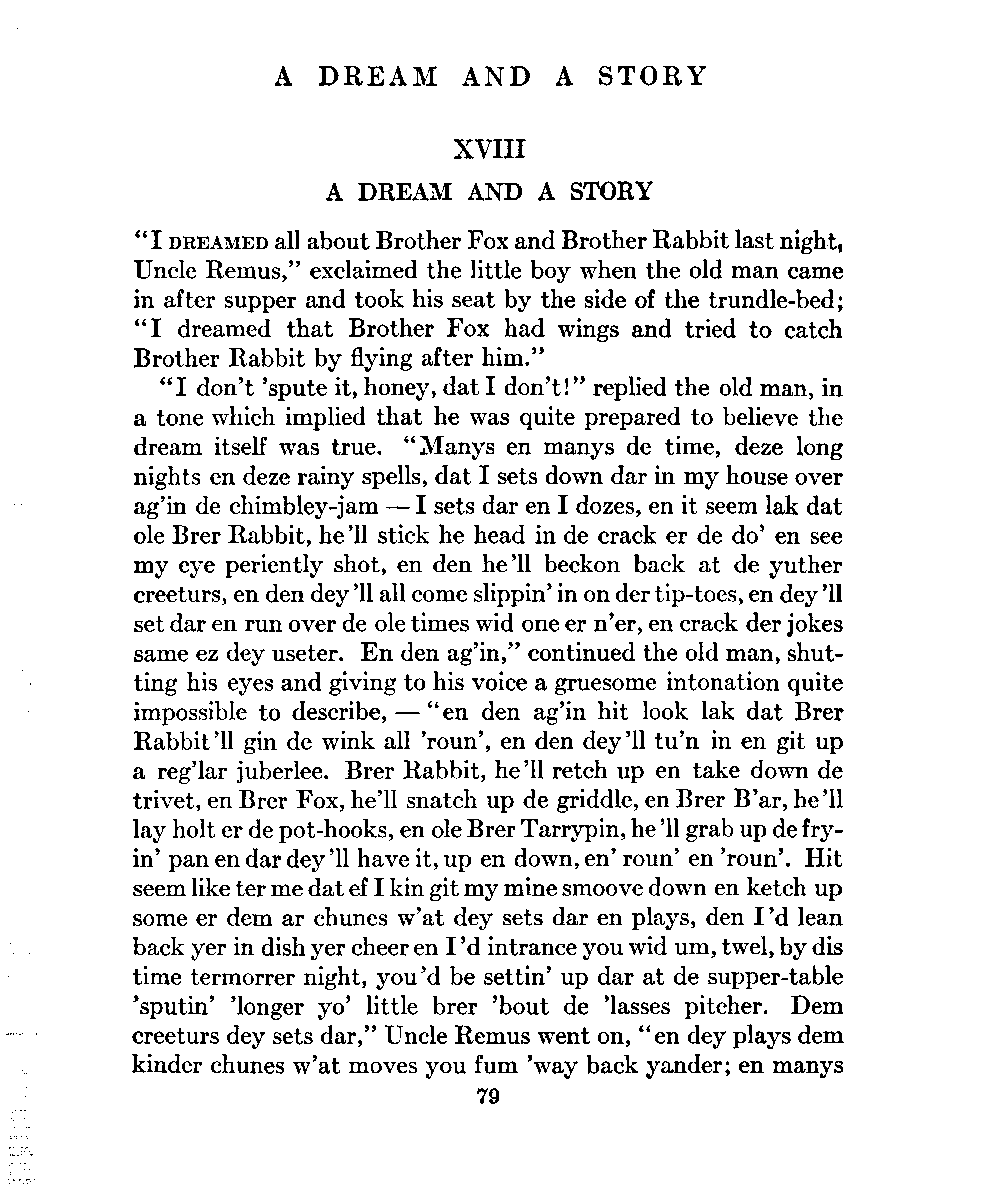 A DREAM AND A STORY
XVIII
A DREAM AND A STORY
“I DREAMED all about Brother Fox and Brother Rabbit last night,
Uncle Remus,” exclaimed the little boy when the old man came
in after supper and took his seat by the side of the trundle-bed;
“I dreamed that Brother Fox had wings and tried to catch
Brother Rabbit by flying after him.”
“I don’t ’spute it, honey, dat I don’t!” replied the old man, in
a tone which implied that he was quite prepared to believe the
dream itself was true. “Manys en manys de time, deze long
nights en deze rainy spells, dat I sets down dar in my house over
ag’in de chimbley-jam — I sets dar en I dozes, en it seem lak dat
ole Brer Rabbit, he’ll stick he head in de crack er de do’ en see
my eye periently shot, en den he’ll beckon back at de yuther
creeturs, en den dey’ll all come slippin’ in on der tip-toes, en dey’ll
set dar en run over de ole times wid one er n’er, en crack der jokes
same ez dey useter. En den ag’in,” continued the old man, shut-
ting his eyes and giving to his voice a gruesome intonation quite
impossible to describe, — “en den ag’in hit look lak dat Brer
Rabbit’ll gin de wink all ’roun’, en den dey’ll tu’n in en git up
a reg’lar juberlee. Brer Rabbit, he’ll retch up en take down de
trivet, en Brer Fox, he’ll snatch up de griddle, en Brer B’ar, he’ll
lay holt er de pot-hooks, en ole Brer Tarrypin, he’ll grab up de fry-
in’ pan en dar dey’ll have it, up en down, en’ roun’ en ’roun’. Hit
seem like ter me dat ef I kin git my mine smoove down en ketch up
some er dem ar chunes w’at dey sets dar en plays, den I’d lean
back yer in dish yer cheer en I’d intrance you wid um, twel, by dis
time termorrer night, you’d be settin’ up dar at de supper-table
’sputin’ ’longer yo’ little brer ’bout de ’lasses pitcher. Dem
creeturs dey sets dar,” Uncle Remus went on, “en dey plays dem
kinder chunes w’at moves you fum ’way back yander; en manys
79